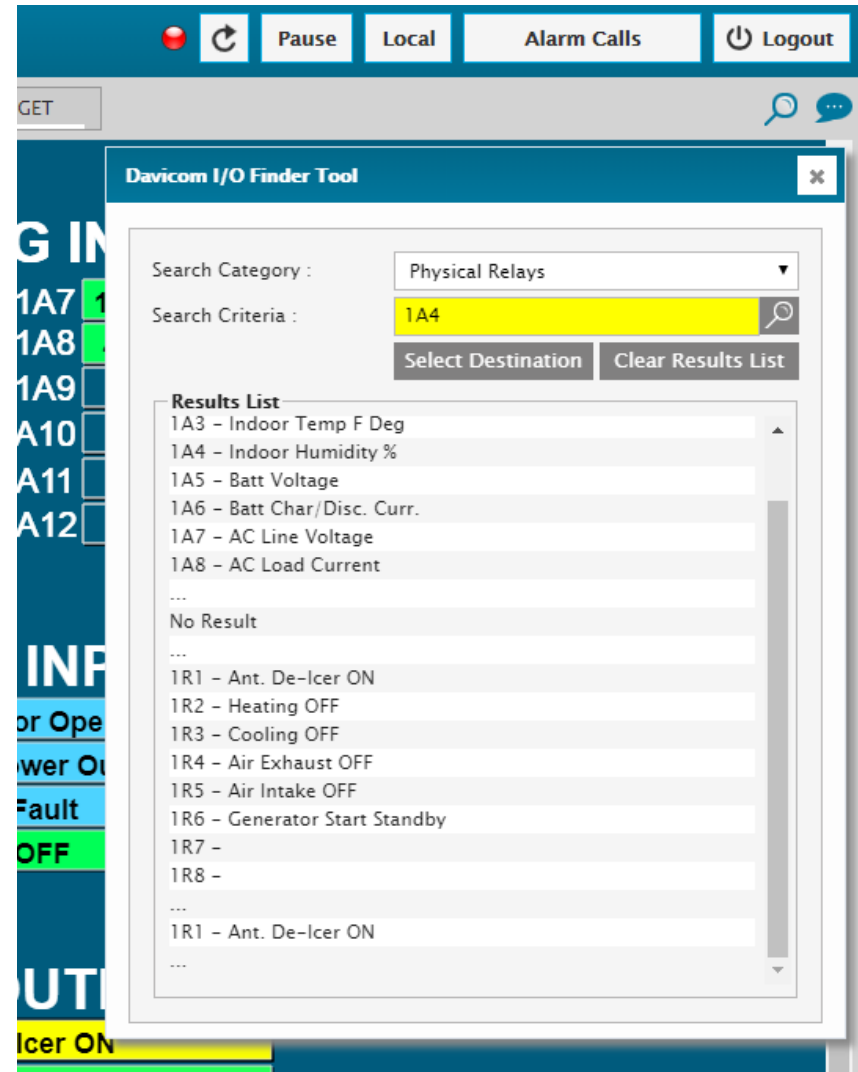 Pause Local Alarm Calls Logout
GET
Davicom I/O Finder Tool
G IN
1A7 1
1A8
1A9
A10
A11
A12
Search Category : Physical Relays
Search Criteria : 1A4
Select Destination Clear Results List
Results List
1A3 – Indoor Temp F Deg
1A4 – Indoor Humidity %
1A5 – Batt Voltage
1A6 – Batt Char/Disc. Curr.
1A7 – AC Line Voltage
1A8 – AC Load Current
...
No Result
...
1R1 – Ant. De-Icer ON
1R2 – Heating OFF
1R3 – Cooling OFF
1R4 – Air Exhaust OFF
1R5 – Air Intake OFF
1R6 – Generator Start Standby
1R7 –
1R8 –
...
1R1 – Ant. De-Icer ON
...
INP
or Ope
wer Ou
Fault
OFF
OUT
Icer ON